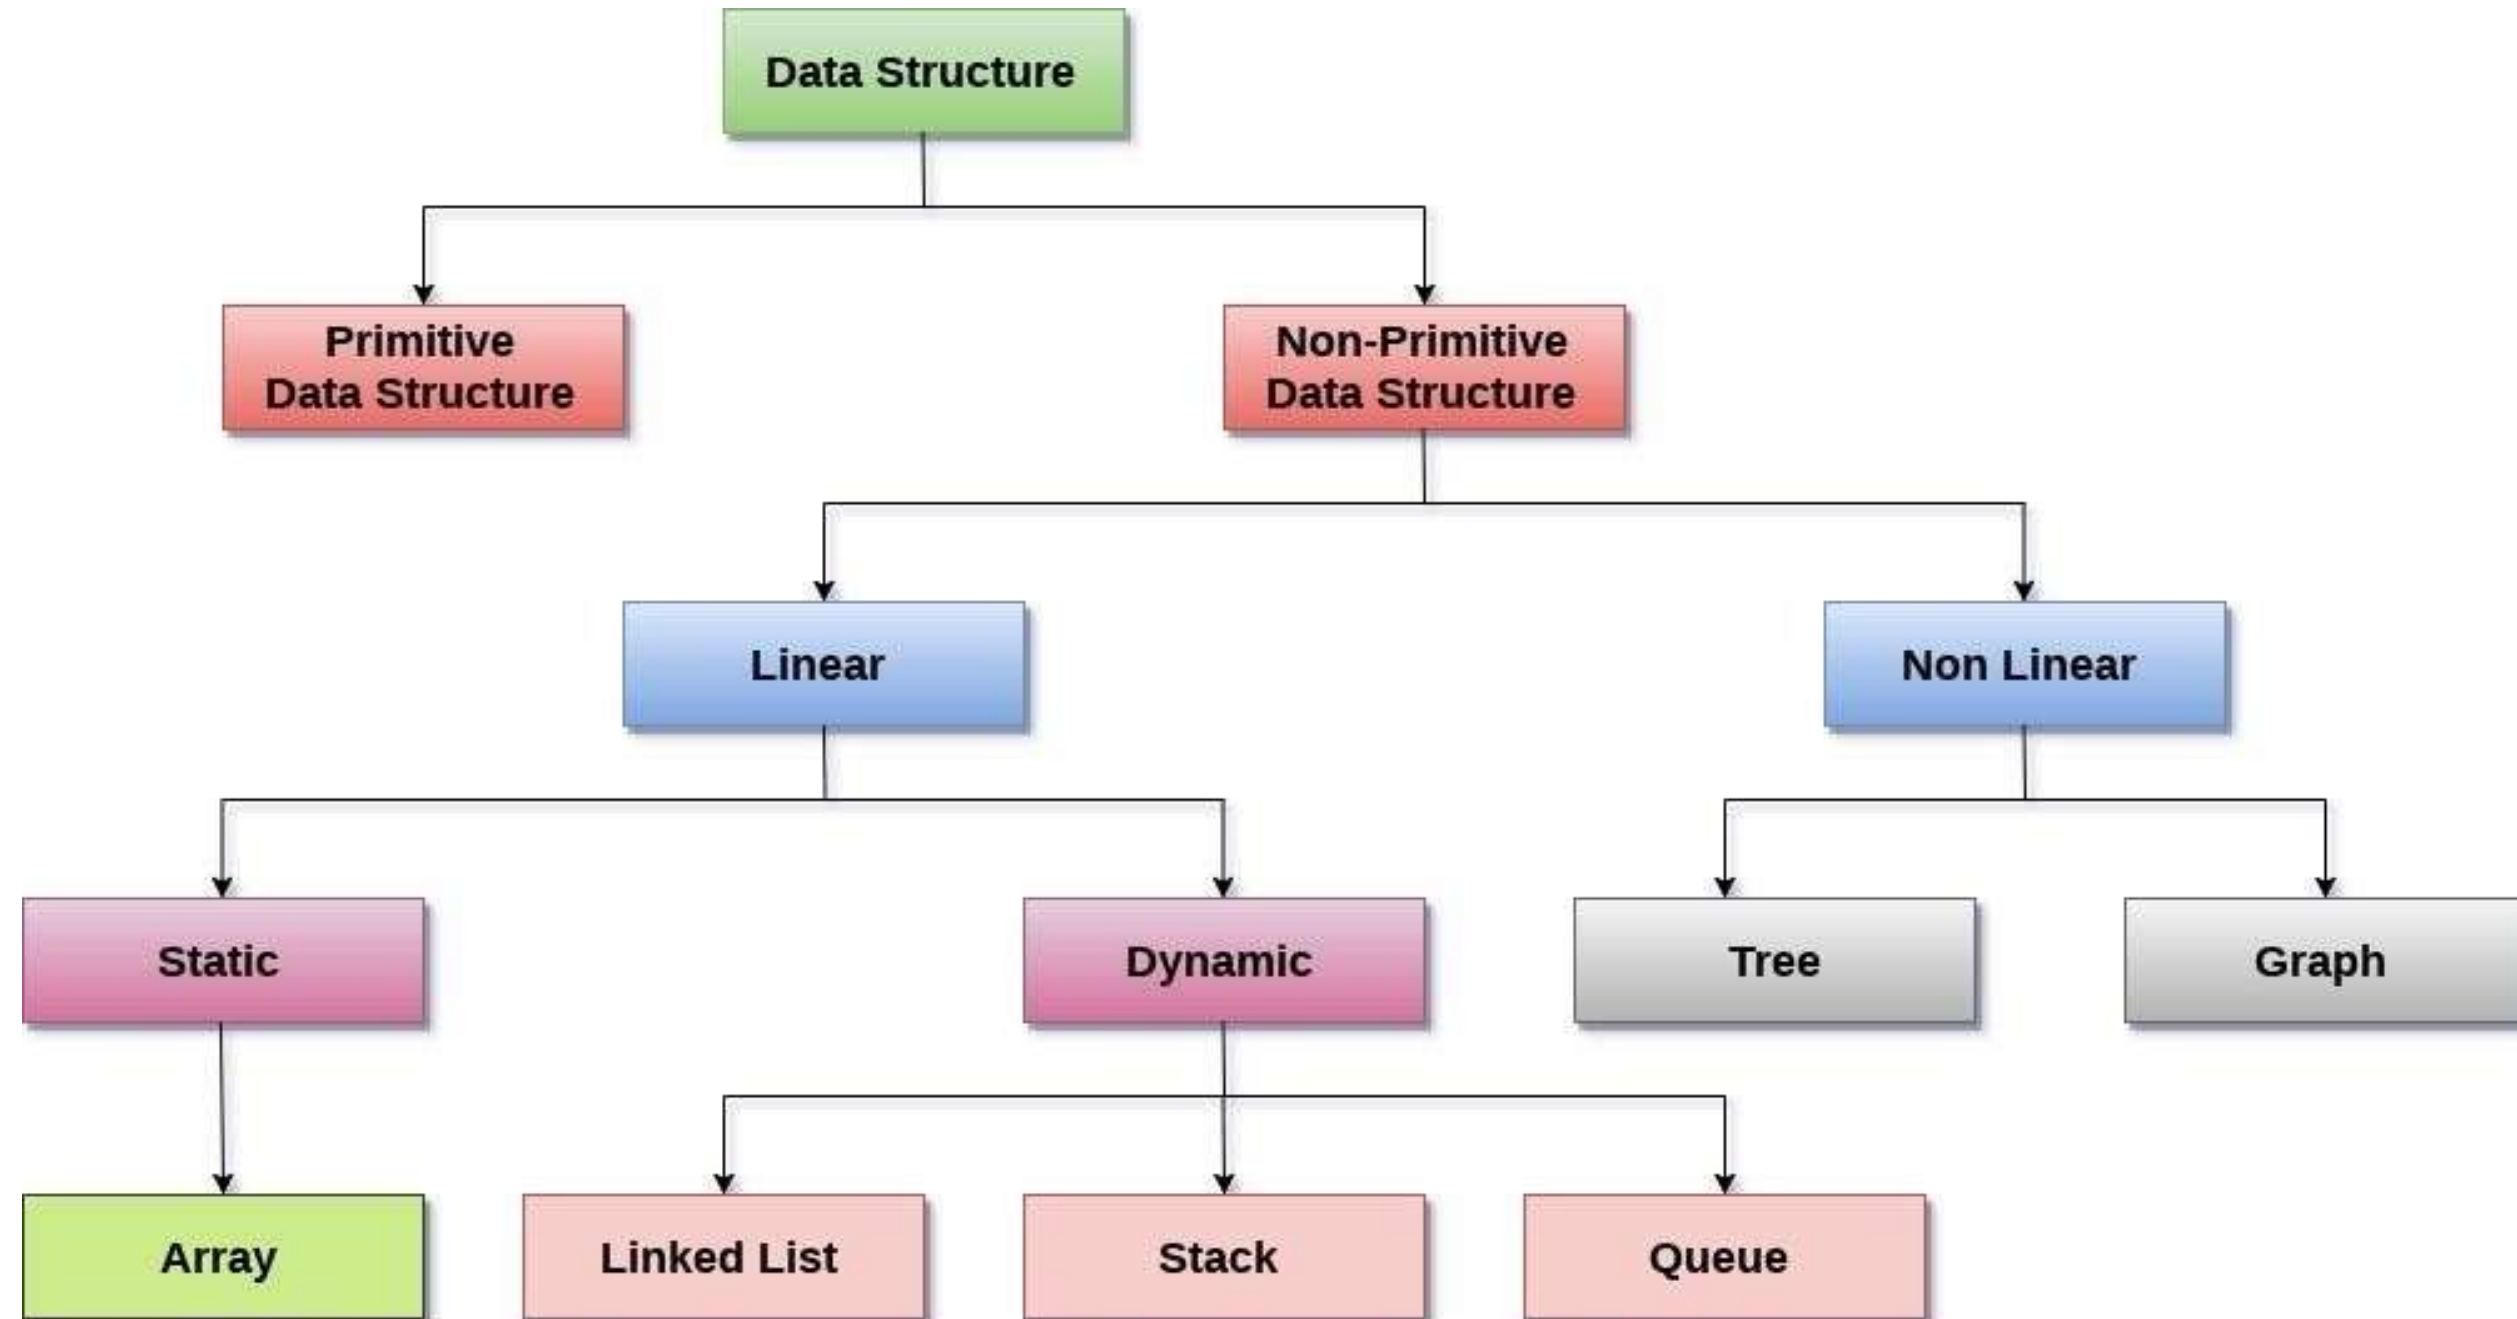 Data Structure
Primitive
Data Structure
Non-Primitive
Data Structure
Linear
Non Linear
Static
Dynamic
Tree
Graph
Array
Linked List
Stack
Queue